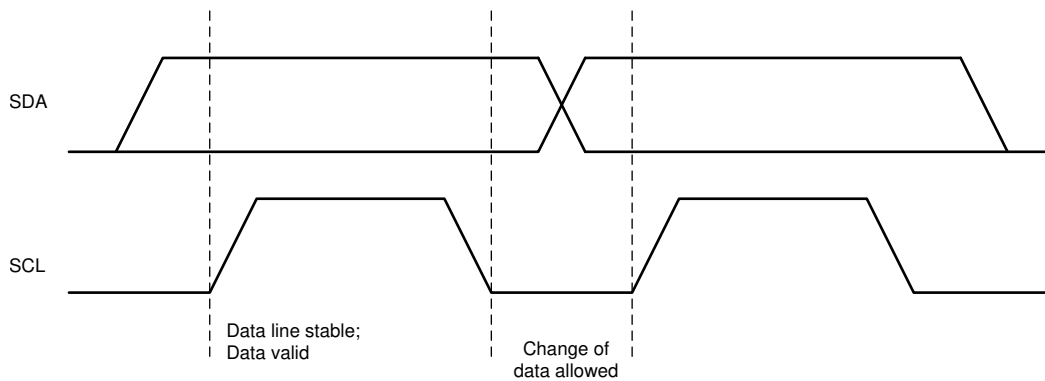 SDA
SCL
Data line stable;
Data valid
Change of
data allowed